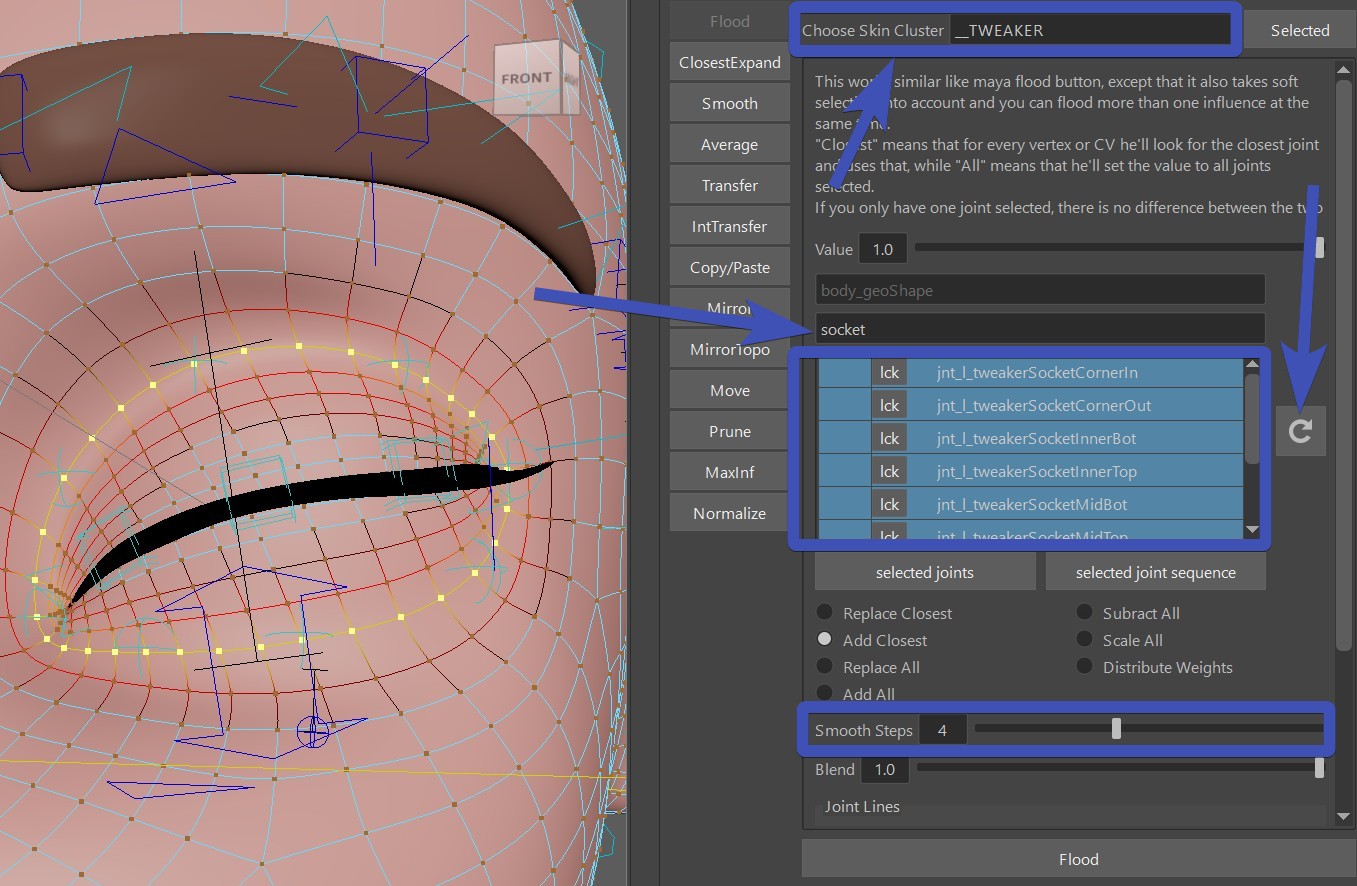 FRONT
Flood
ClosestExpand
Smooth
Average
Transfer
IntTransfer
Copy/Paste
Mirror
MirrorTopo
Move
Prune
MaxInf
Normalize
Choose Skin Cluster __TWEAKER
Selected
This works similar like maya flood button, except that it also takes soft
selection into account and you can flood more than one influence at the
same time.
"Closest" means that for every vertex or CV he'll look for the closest joint
and uses that, while "All" means that he'll set the value to all joints
selected.
If you only have one joint selected, there is no difference between the two
Value 1.0
body_geoShape
socket
lck jnt_l_tweakerSocketCornerIn
lck jnt_l_tweakerSocketCornerOut
lck jnt_l_tweakerSocketInnerBot
lck jnt_l_tweakerSocketInnerTop
lck jnt_l_tweakerSocketMidBot
lck jnt_l_tweakerSocketMidTop
selected joints
selected joint sequence
Replace Closest
Subract All
Add Closest
Scale All
Replace All
Distribute Weights
Add All
Smooth Steps 4
Blend 1.0
Joint Lines
Flood